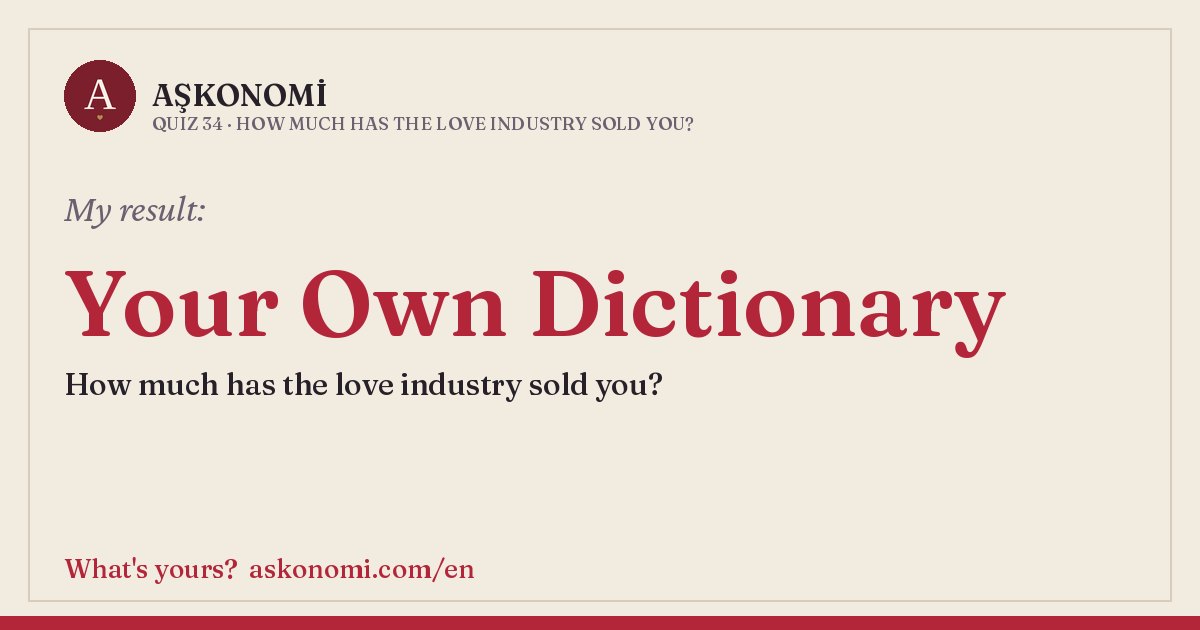 A
AŞKONOMİ
QUIZ 34 · HOW MUCH HAS THE LOVE INDUSTRY SOLD YOU?
My result:
Your Own Dictionary
How much has the love industry sold you?
What's yours? askonomi.com/en